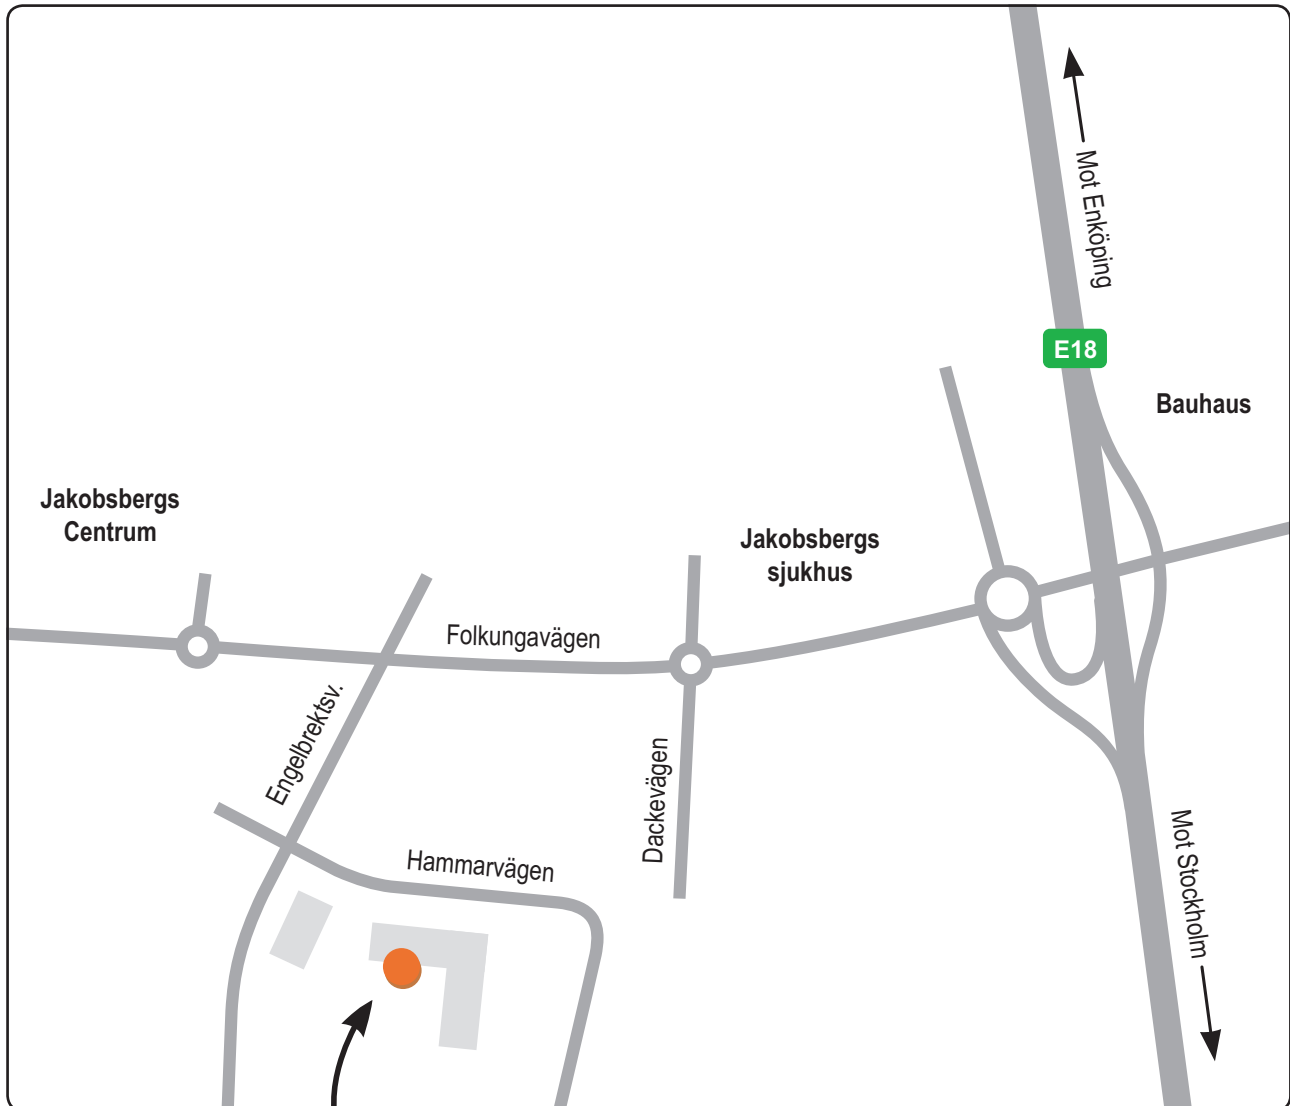 Mot Enköping
E18
Bauhaus
Jakobsbergs
Centrum
Jakobsbergs
sjukhus
Folkungavägen
Engelbrektsv.
Dackevägen
Hammarvägen
Mot Stockholm